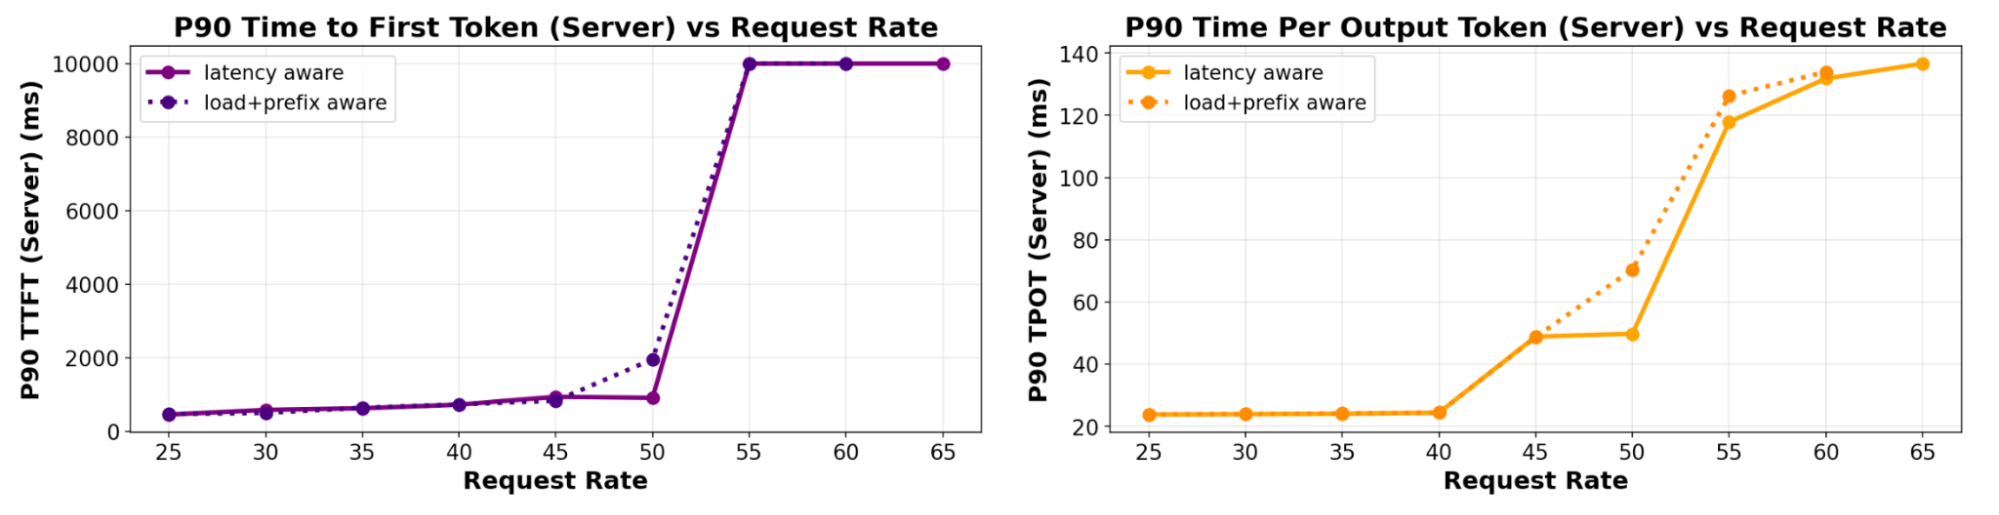 P90 Time to First Token (Server) vs Request Rate
P90 TTFT (Server) (ms)
10000
8000
6000
4000
2000
0
latency aware
load+prefix aware
25 30 35 40 45 50 55 60 65
Request Rate
P90 Time Per Output Token (Server) vs Request Rate
P90 TPOT (Server) (ms)
140
120
100
80
60
40
20
latency aware
load+prefix aware
25 30 35 40 45 50 55 60 65
Request Rate